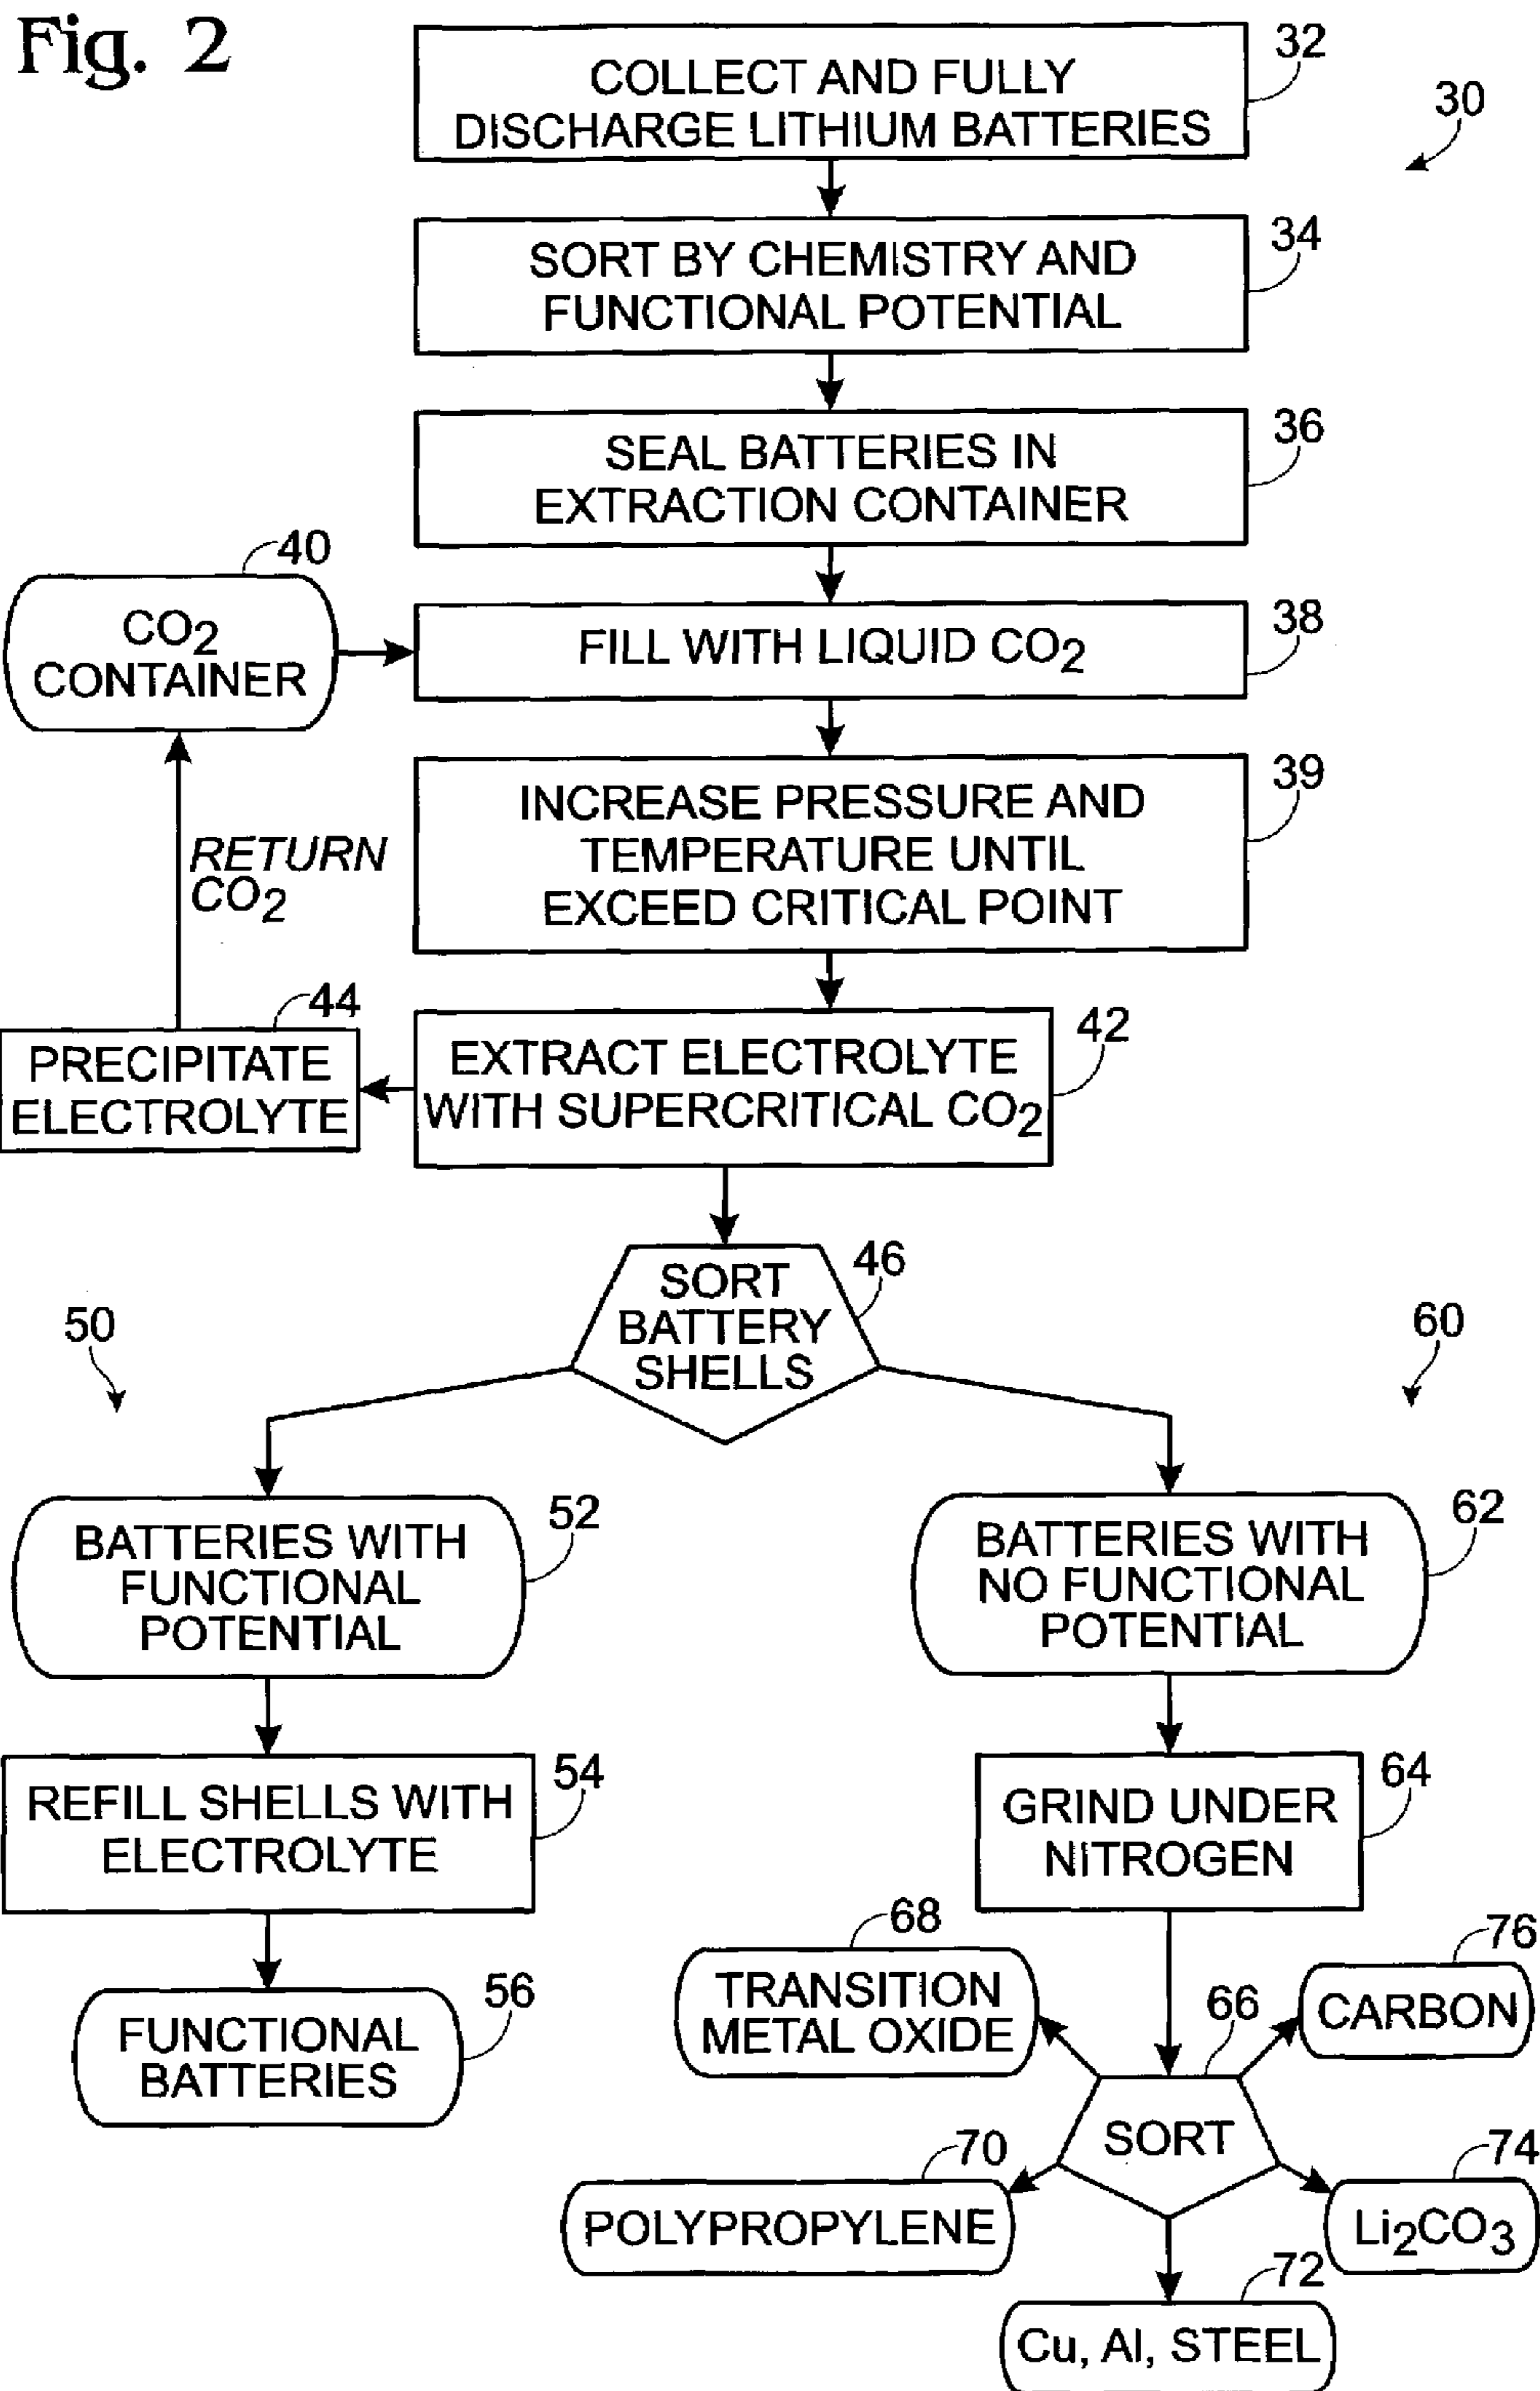 Fig. 2
32
COLLECT AND FULLY
DISCHARGE LITHIUM BATTERIES
30
34
SORT BY CHEMISTRY AND
FUNCTIONAL POTENTIAL
36
SEAL BATTERIES IN
EXTRACTION CONTAINER
40
CO2
CONTAINER
38
FILL WITH LIQUID CO2
39
INCREASE PRESSURE AND
TEMPERATURE UNTIL
EXCEED CRITICAL POINT
RETURN
CO2
44
PRECIPITATE
ELECTROLYTE
42
EXTRACT ELECTROLYTE
WITH SUPERCRITICAL CO2
46
SORT
BATTERY
SHELLS
50
60
52
BATTERIES WITH
FUNCTIONAL
POTENTIAL
62
BATTERIES WITH
NO FUNCTIONAL
POTENTIAL
54
REFILL SHELLS WITH
ELECTROLYTE
64
GRIND UNDER
NITROGEN
56
FUNCTIONAL
BATTERIES
68
TRANSITION
METAL OXIDE
76
CARBON
66
SORT
70
POLYPROPYLENE
74
Li2CO3
72
Cu, Al, STEEL